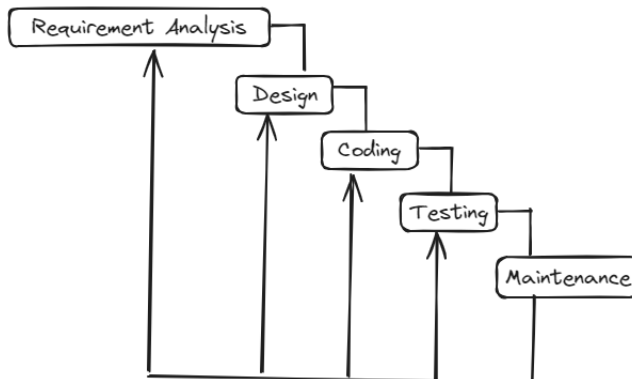 Requirement Analysis
Design
Coding
Testing
Maintenance